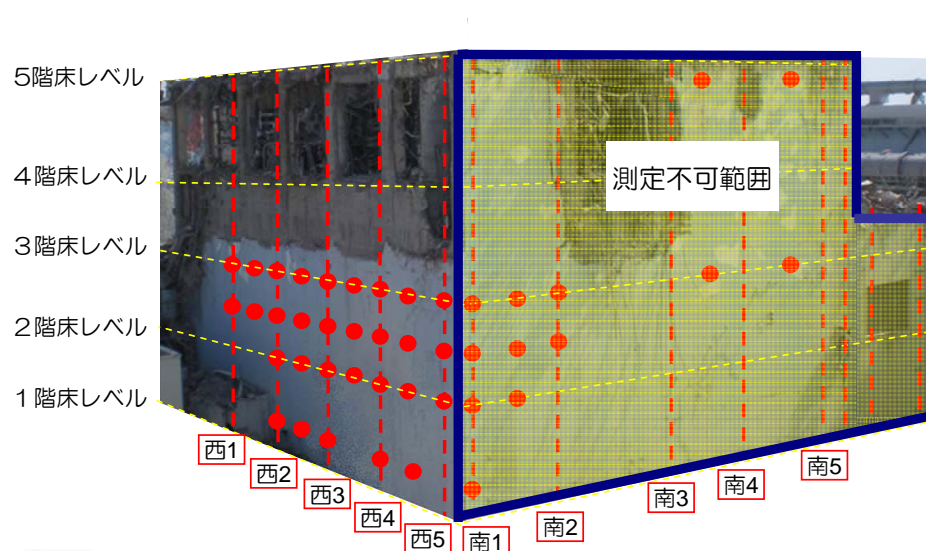 5階床レベル
4階床レベル
測定不可範囲
3階床レベル
2階床レベル
1階床レベル
西1
西2
西3
西4
西5
南1
南2
南3
南4
南5